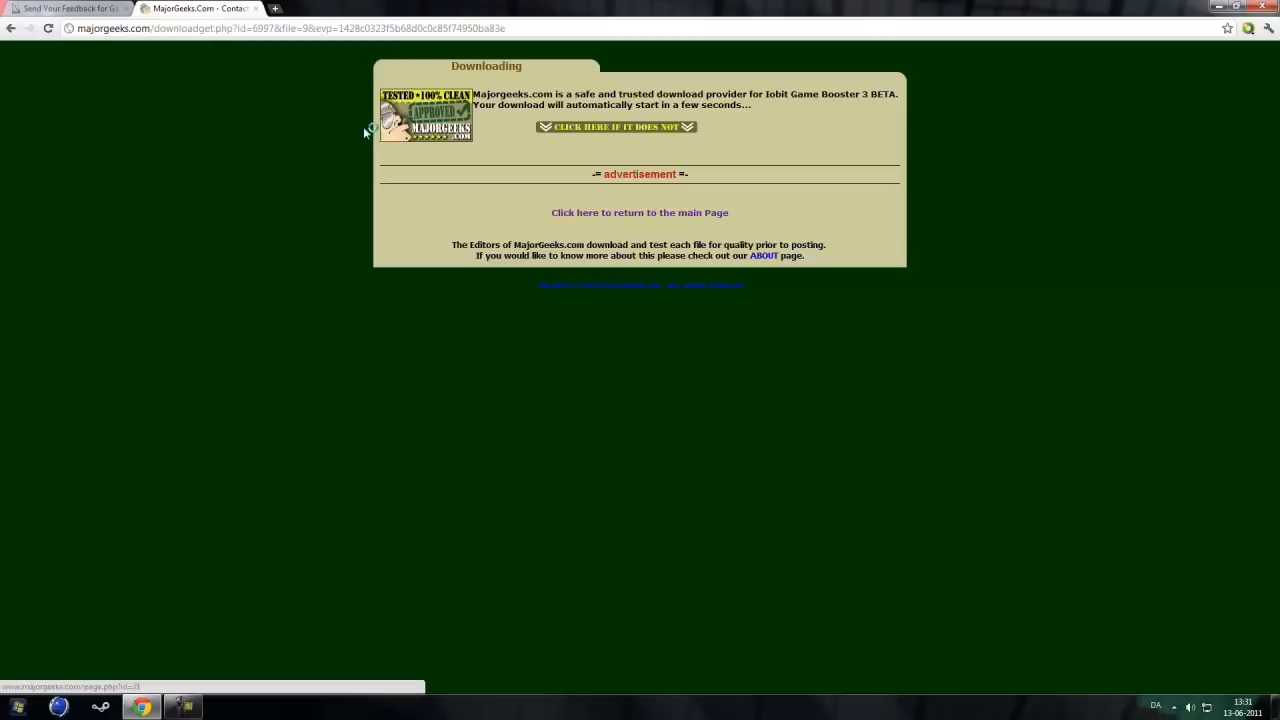 Send Your Feedback for Ga
MajorGeeks.Com - Contact
majorgeeks.com/downloadget.php?id=6997&file=9&evp=1428c0323f5b68d0c0c85f74950ba83e
Downloading
TESTED★100% CLEAN
APPROVED
MAJORGEEKS
.COM
Majorgeeks.com is a safe and trusted download provider for Iobit Game Booster 3 BETA.
Your download will automatically start in a few seconds...
CLICK HERE IF IT DOES NOT
-= advertisement =-
Click here to return to the main Page
The Editors of MajorGeeks.com download and test each file for quality prior to posting.
If you would like to know more about this please check out our ABOUT page.
www.majorgeeks.com/page.php?id=21
DA
13:31
13-06-2011